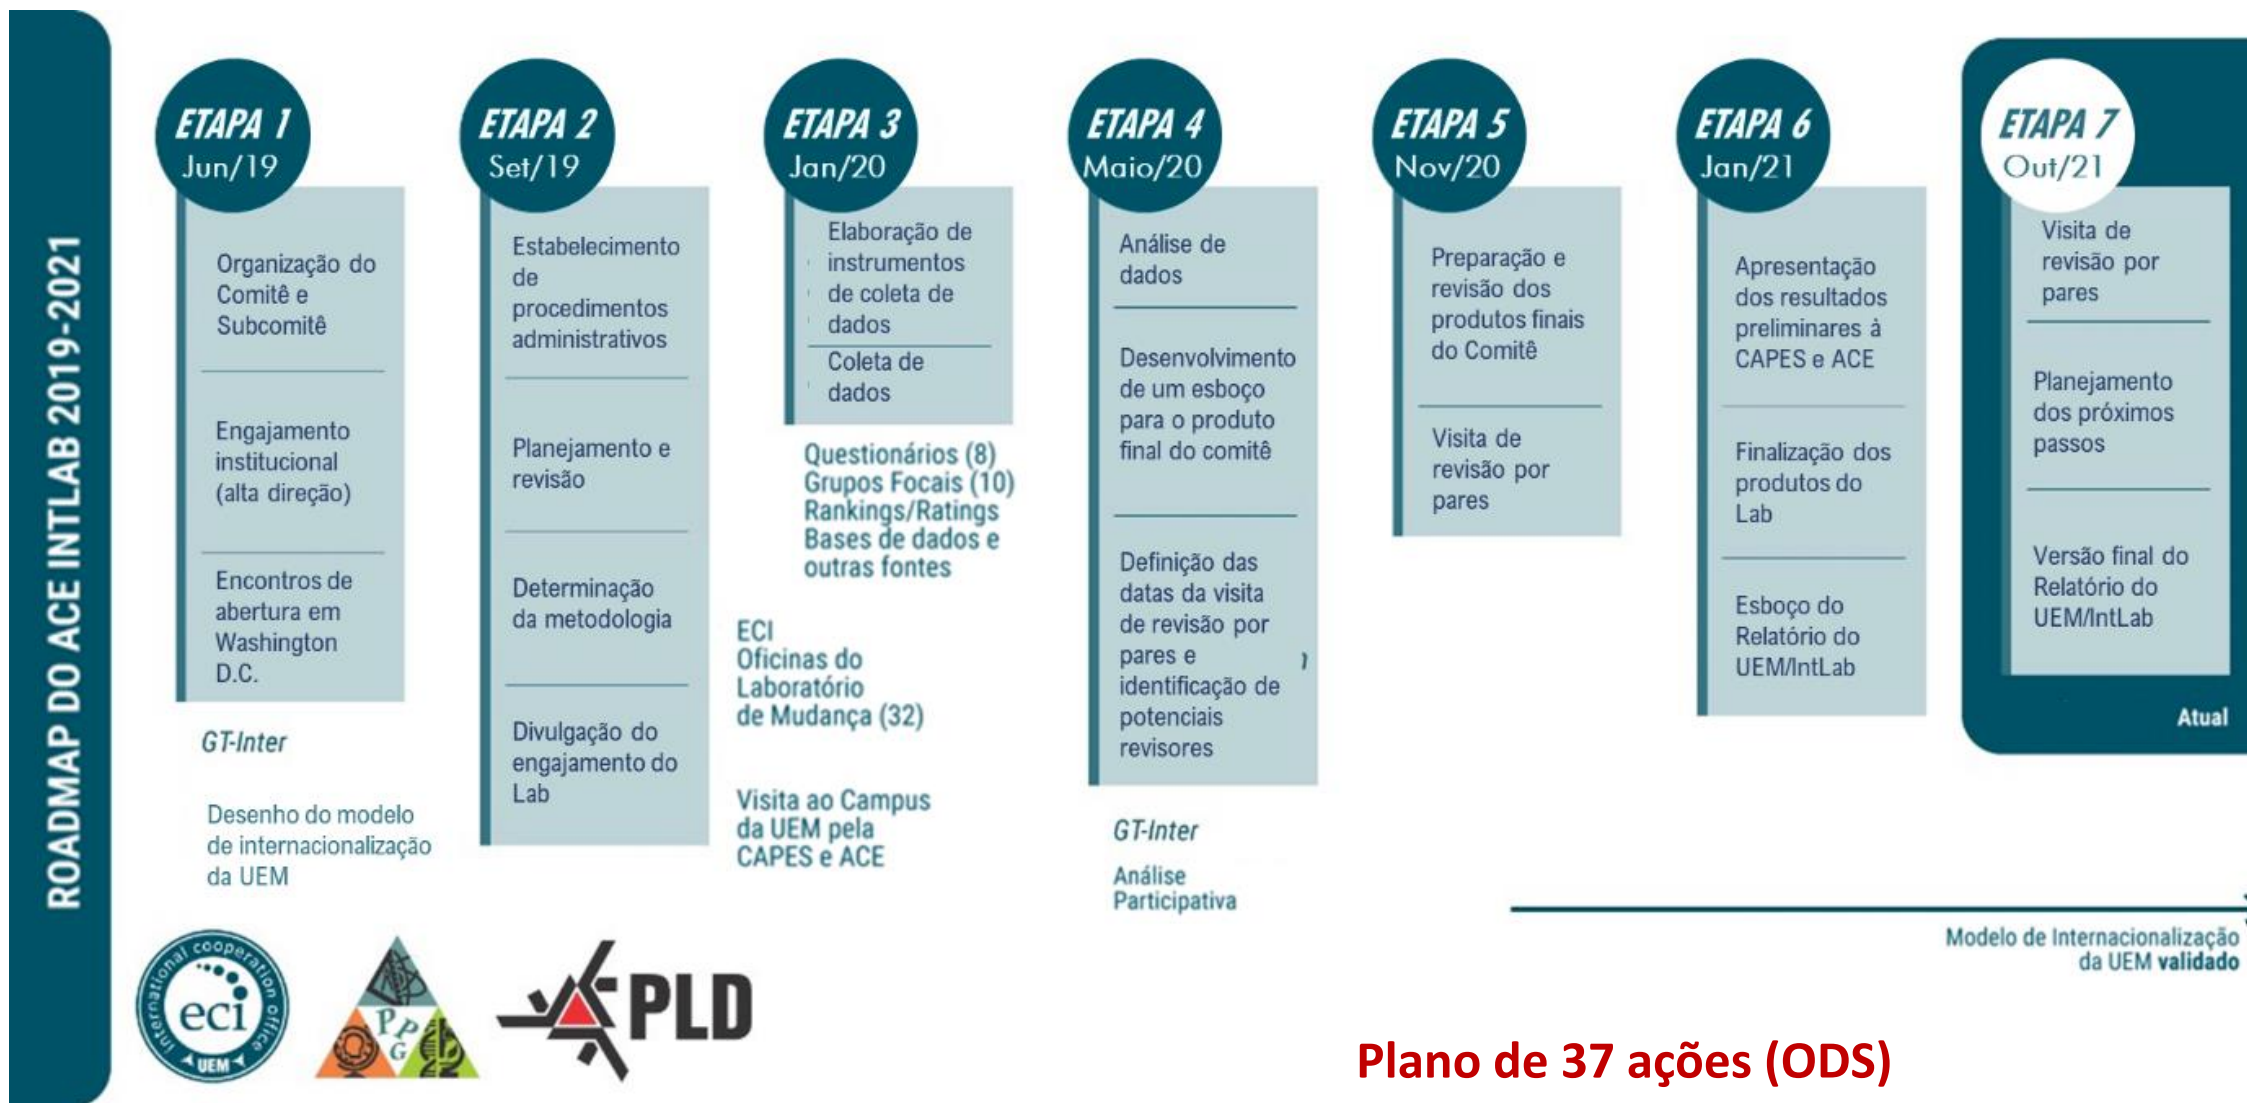 ROADMAP DO ACE INTLAB 2019-2021
ETAPA 1
Jun/19
Organização do
Comitê e
Subcomitê
Engajamento
institucional
(alta direção)
Encontros de
abertura em
Washington
D.C.
GT-Inter
Desenho do modelo
de internacionalização
da UEM
ETAPA 2
Set/19
Estabelecimento
de
procedimentos
administrativos
Planejamento e
revisão
Determinação
da metodologia
Divulgação do
engajamento do
Lab
ETAPA 3
Jan/20
Elaboração de
instrumentos
de coleta de
dados
Coleta de
dados
Questionários (8)
Grupos Focais (10)
Rankings/Ratings
Bases de dados e
outras fontes
ECI
Oficinas do
Laboratório
de Mudança (32)
Visita ao Campus
da UEM pela
CAPES e ACE
ETAPA 4
Maio/20
Análise de
dados
Desenvolvimento
de um esboço
para o produto
final do comitê
Definição das
datas da visita
de revisão por
pares e
identificação de
potenciais
revisores
GT-Inter
Análise
Participativa
ETAPA 5
Nov/20
Preparação e
revisão dos
produtos finais
do Comitê
Visita de
revisão por
pares
ETAPA 6
Jan/21
Apresentação
dos resultados
preliminares à
CAPES e ACE
Finalização dos
produtos do
Lab
Esboço do
Relatório do
UEM/IntLab
ETAPA 7
Out/21
Visita de
revisão por
pares
Planejamento
dos próximos
passos
Versão final do
Relatório do
UEM/IntLab
Atual
Modelo de Internacionalização
da UEM validado
international cooperation office
eci
UEM
PPG
PLD
Plano de 37 ações (ODS)